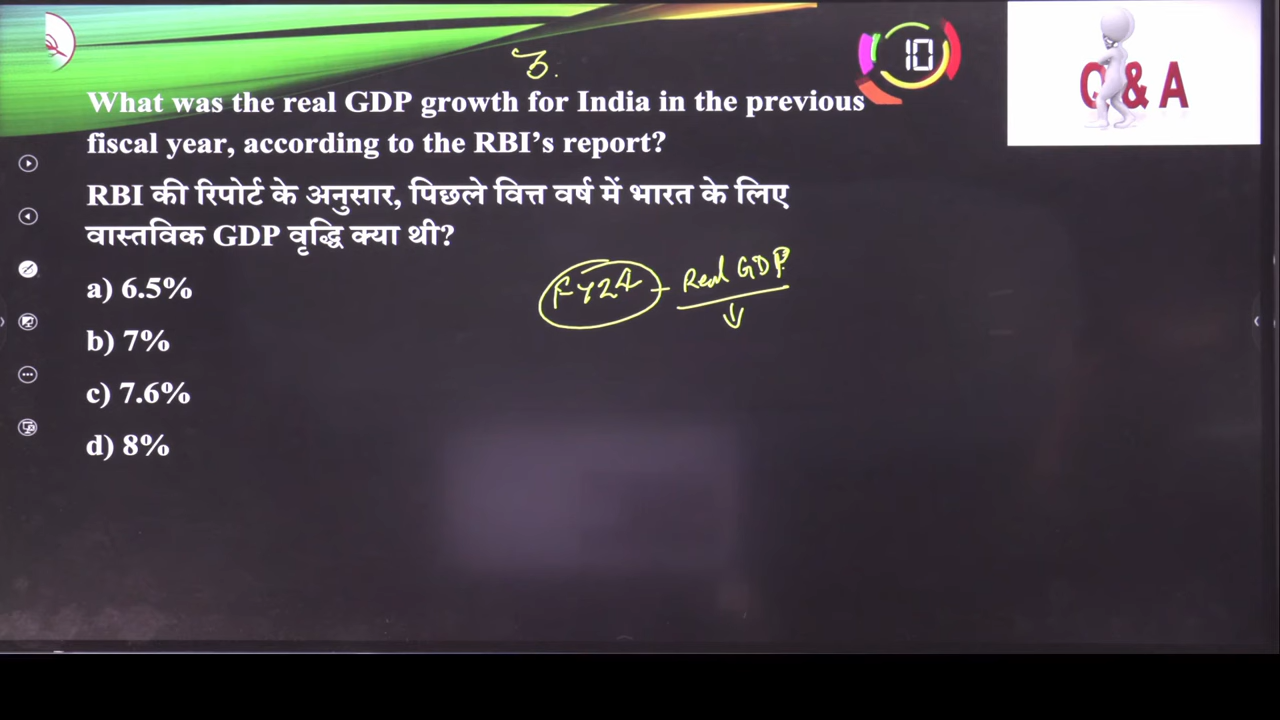 3.
10
Q & A
What was the real GDP growth for India in the previous
fiscal year, according to the RBI’s report?
RBI की रिपोर्ट के अनुसार, पिछले वित्त वर्ष में भारत के लिए
वास्तविक GDP वृद्धि क्या थी?
FY24 - Real GDP
a) 6.5%
b) 7%
c) 7.6%
d) 8%